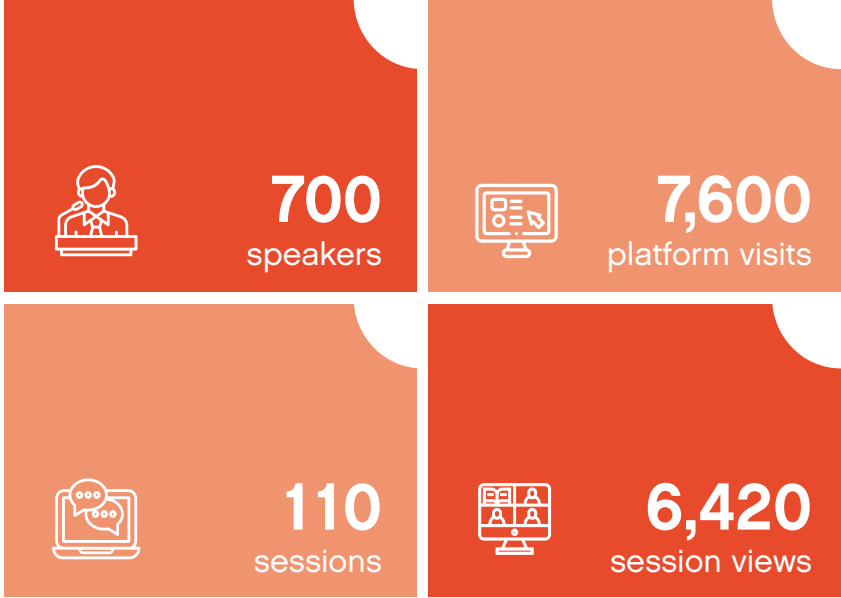 700
speakers
7,600
platform visits
110
sessions
6,420
session views